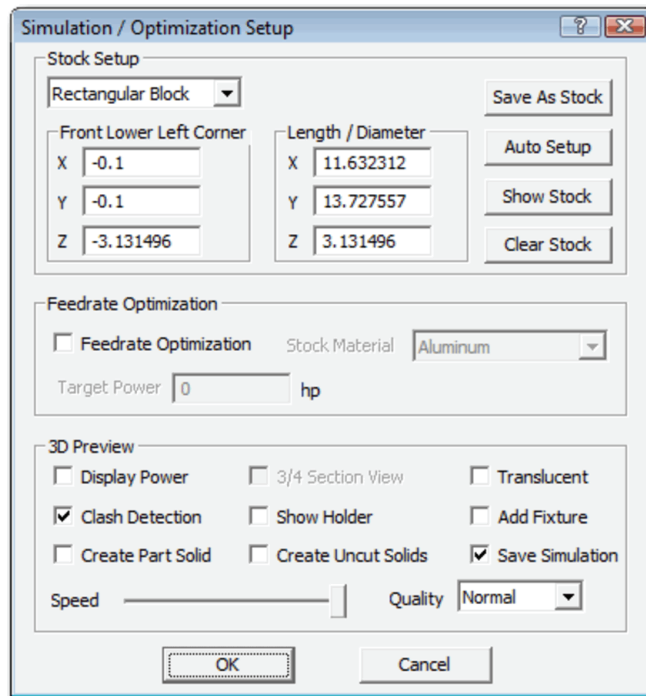 Simulation / Optimization Setup
Stock Setup
Rectangular Block
Save As Stock
Front Lower Left Corner
Length / Diameter
Auto Setup
X -0.1
X 11.632312
Y -0.1
Y 13.727557
Show Stock
Z -3.131496
Z 3.131496
Clear Stock
Feedrate Optimization
Feedrate Optimization
Stock Material Aluminum
Target Power 0 hp
3D Preview
Display Power
3/4 Section View
Translucent
Clash Detection
Show Holder
Add Fixture
Create Part Solid
Create Uncut Solids
Save Simulation
Speed
Quality Normal
OK
Cancel